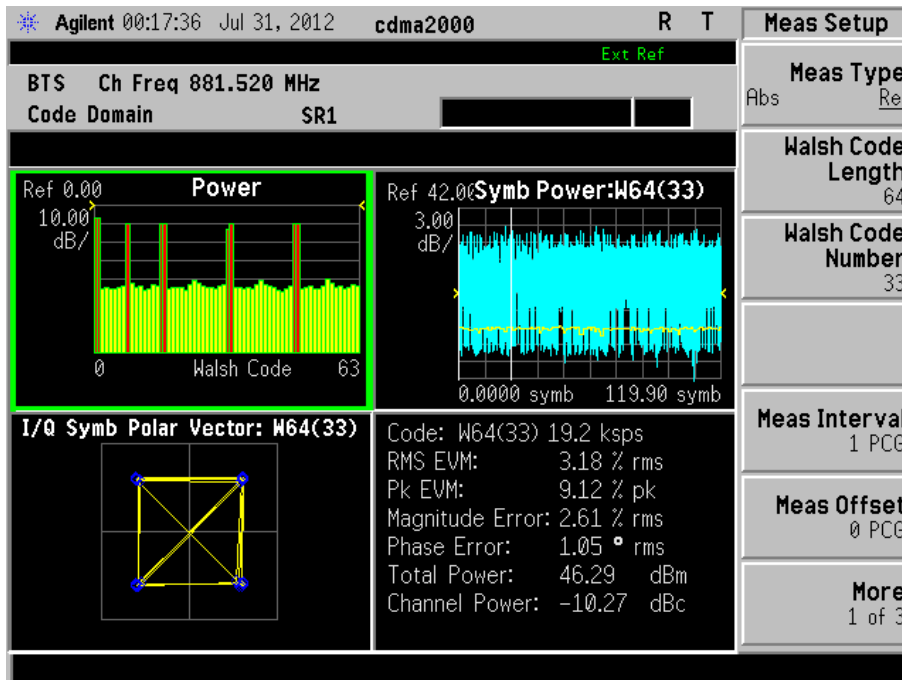 Agilent 00:17:36 Jul 31, 2012 cdma2000 R T
Ext Ref
BTS Ch Freq 881.520 MHz
Code Domain SR1
Ref 0.00 Power
10.00
dB/
0 Walsh Code 63
Ref 42.00 Symb Power:W64(33)
3.00
dB/
0.0000 symb 119.90 symb
I/Q Symb Polar Vector: W64(33)
Code: W64(33) 19.2 ksps
RMS EVM: 3.18 % rms
Pk EVM: 9.12 % pk
Magnitude Error: 2.61 % rms
Phase Error: 1.05 ° rms
Total Power: 46.29 dBm
Channel Power: -10.27 dBc
Meas Setup
Meas Type
Abs Re
Walsh Code
Length
64
Walsh Code
Number
33
Meas Interval
1 PCG
Meas Offset
0 PCG
More
1 of 3